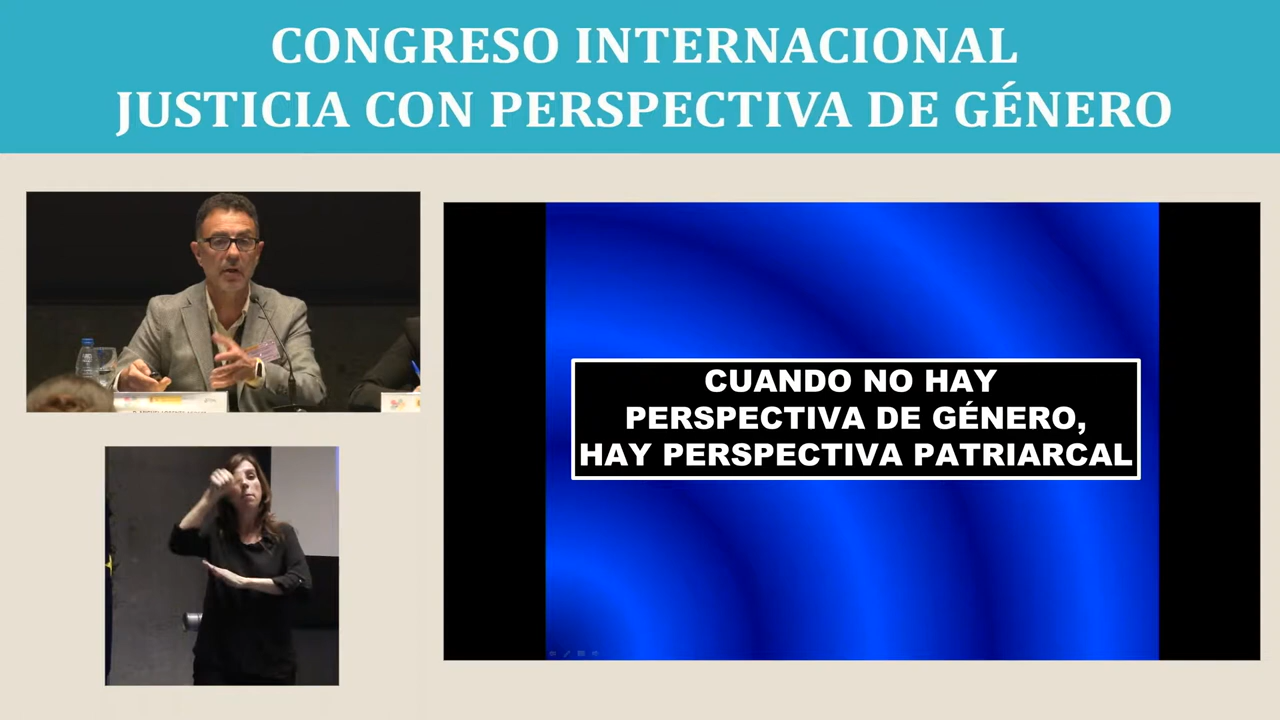 CONGRESO INTERNACIONAL
JUSTICIA CON PERSPECTIVA DE GÉNERO
CUANDO NO HAY
PERSPECTIVA DE GÉNERO,
HAY PERSPECTIVA PATRIARCAL